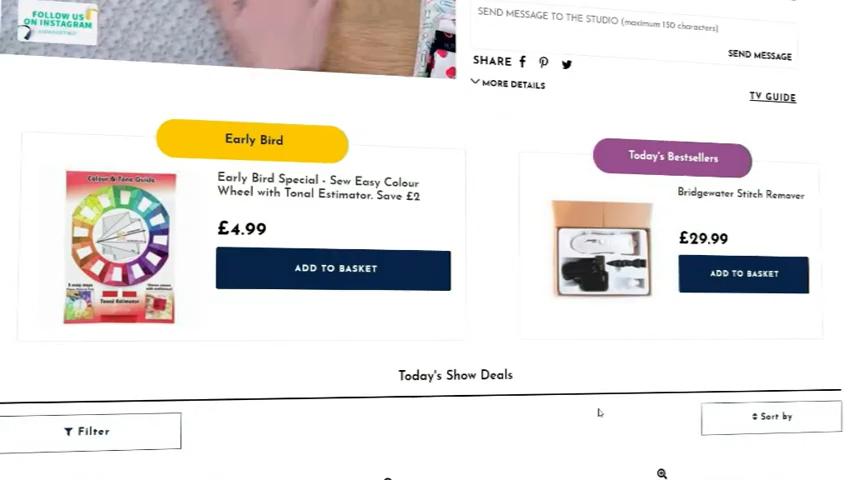 FOLLOW US
ON INSTAGRAM
SEND MESSAGE TO THE STUDIO (maximum 150 characters)
SEND MESSAGE
SHARE
MORE DETAILS
TV GUIDE
Early Bird
Early Bird Special - Sew Easy Colour
Wheel with Tonal Estimator. Save £2
£4.99
ADD TO BASKET
Colour & Tone Guide
Tonal Estimator
Today's Bestsellers
Bridgewater Stitch Remover
£29.99
ADD TO BASKET
Today's Show Deals
Filter
Sort by